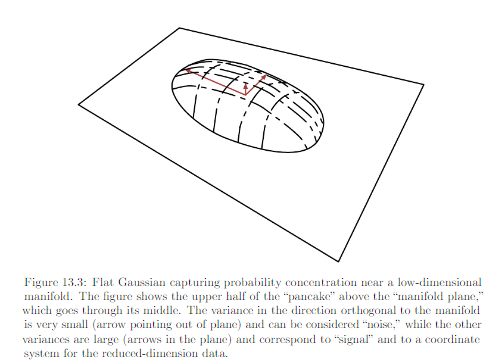 Figure 13.3: Flat Gaussian capturing probability concentration near a low-dimensional
manifold. The figure shows the upper half of the “pancake” above the “manifold plane,”
which goes through its middle. The variance in the direction orthogonal to the manifold
is very small (arrow pointing out of plane) and can be considered “noise,” while the other
variances are large (arrows in the plane) and correspond to “signal” and to a coordinate
system for the reduced-dimension data.